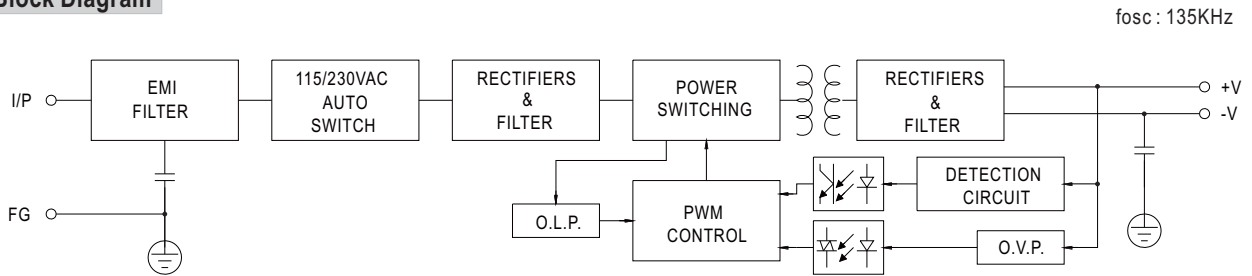 Block Diagram
fosc : 135KHz
I/P
EMI
FILTER
115/230VAC
AUTO
SWITCH
RECTIFIERS
&
FILTER
POWER
SWITCHING
RECTIFIERS
&
FILTER
+V
-V
FG
O.L.P.
PWM
CONTROL
DETECTION
CIRCUIT
O.V.P.